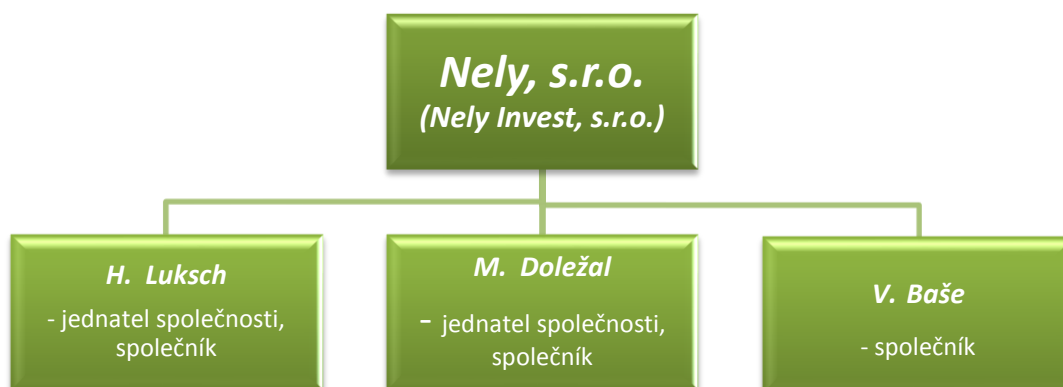 Nely, s.r.o.
(Nely Invest, s.r.o.)
H. Luksch
- jednatel společnosti,
společník
M. Doležal
- jednatel společnosti,
společník
V. Baše
- společník